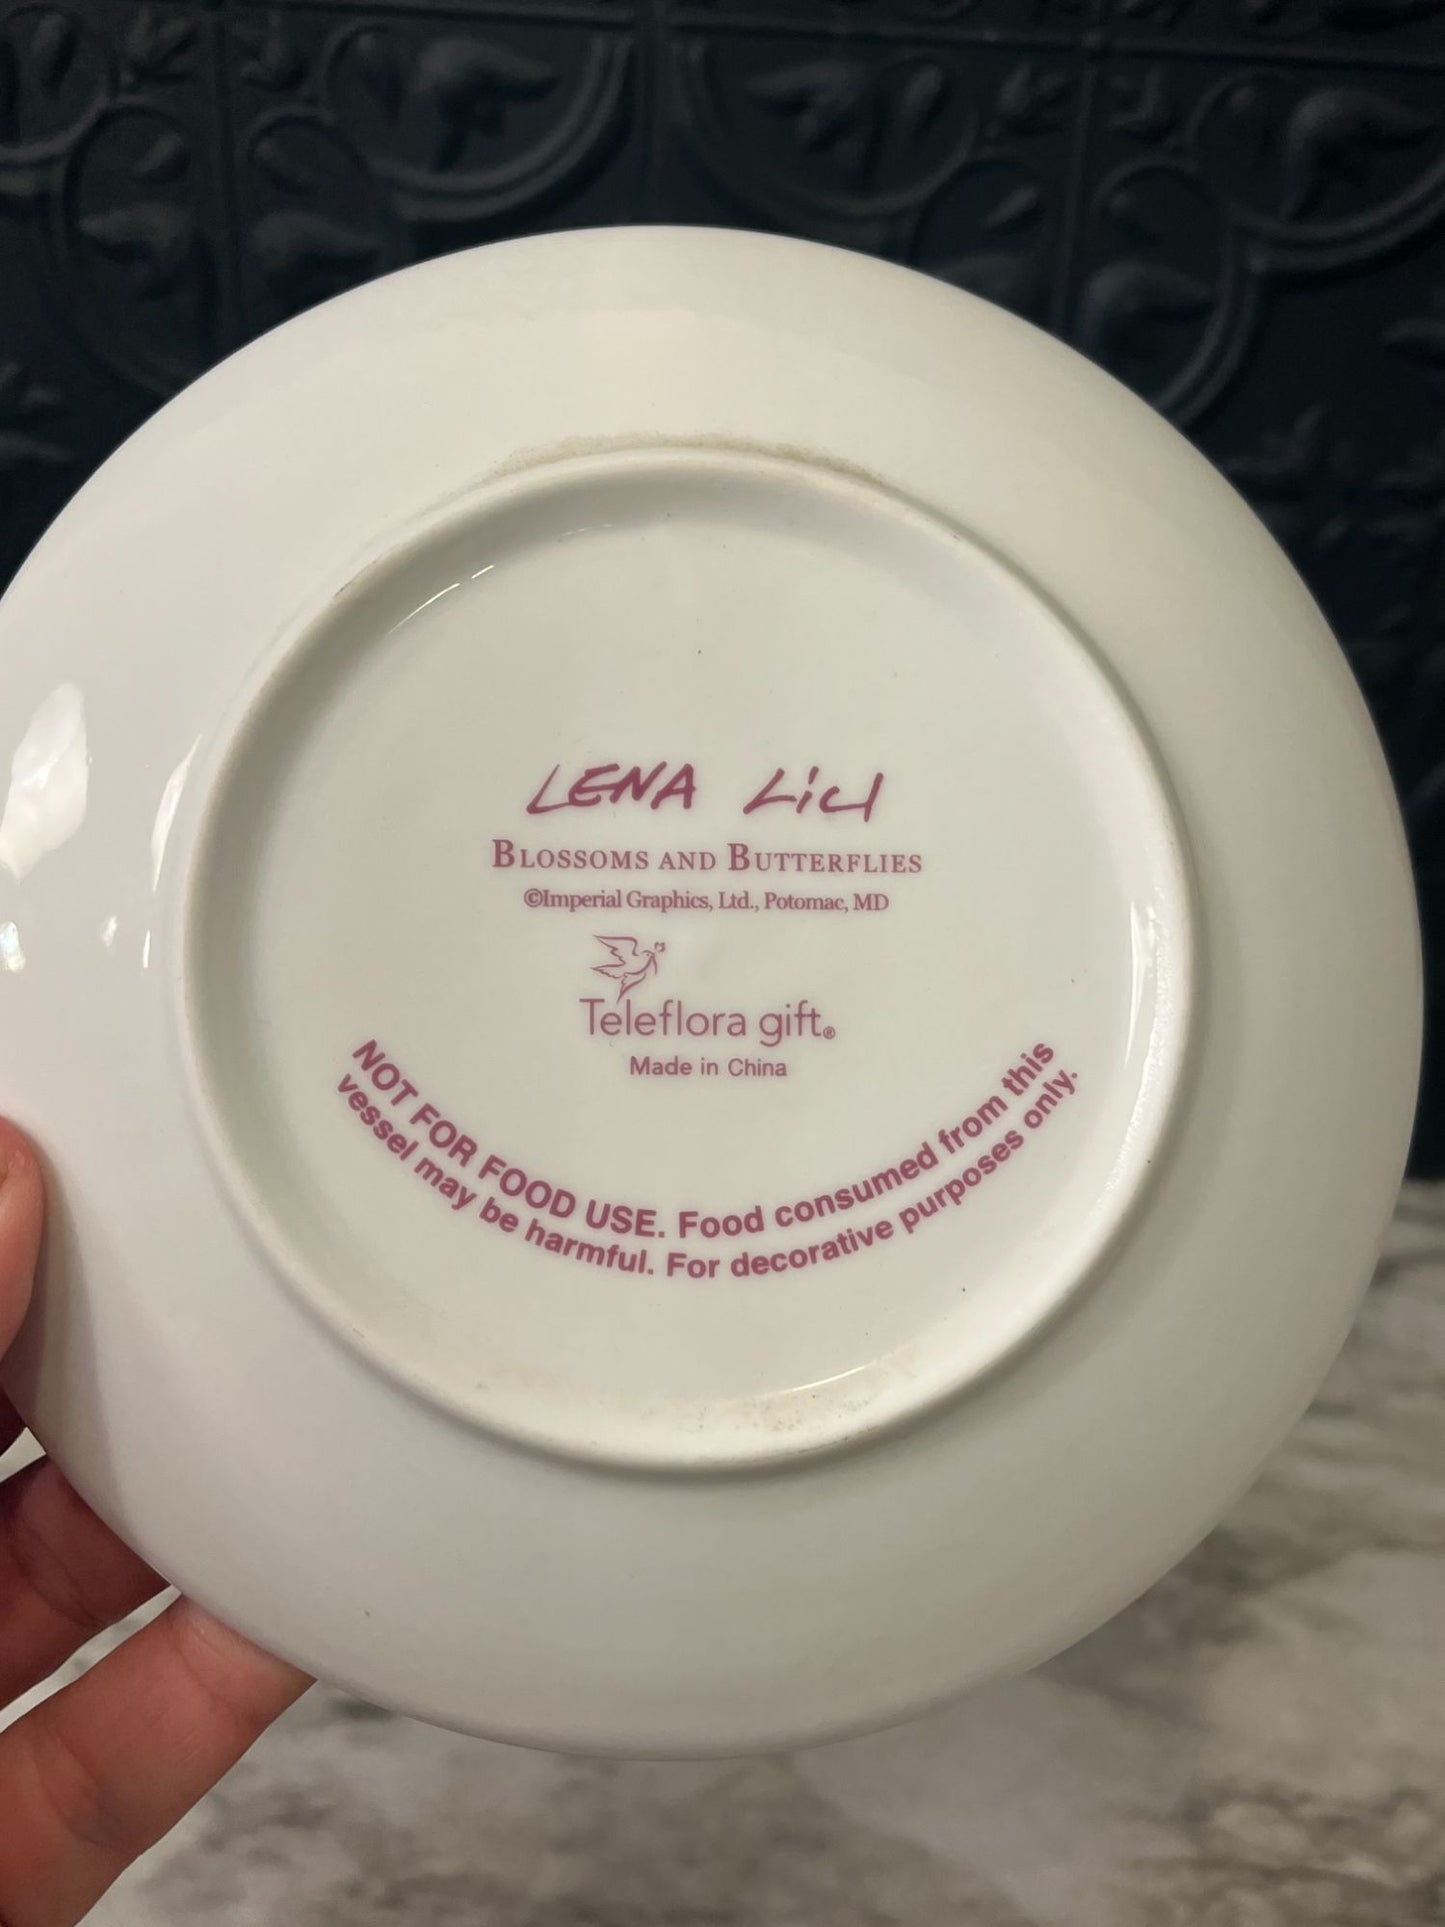 LENA LiU
BLOSSOMS AND BUTTERFLIES
©Imperial Graphics, Ltd., Potomac, MD
Teleflora gift®
Made in China
NOT FOR FOOD USE. Food consumed from this
vessel may be harmful. For decorative purposes only.